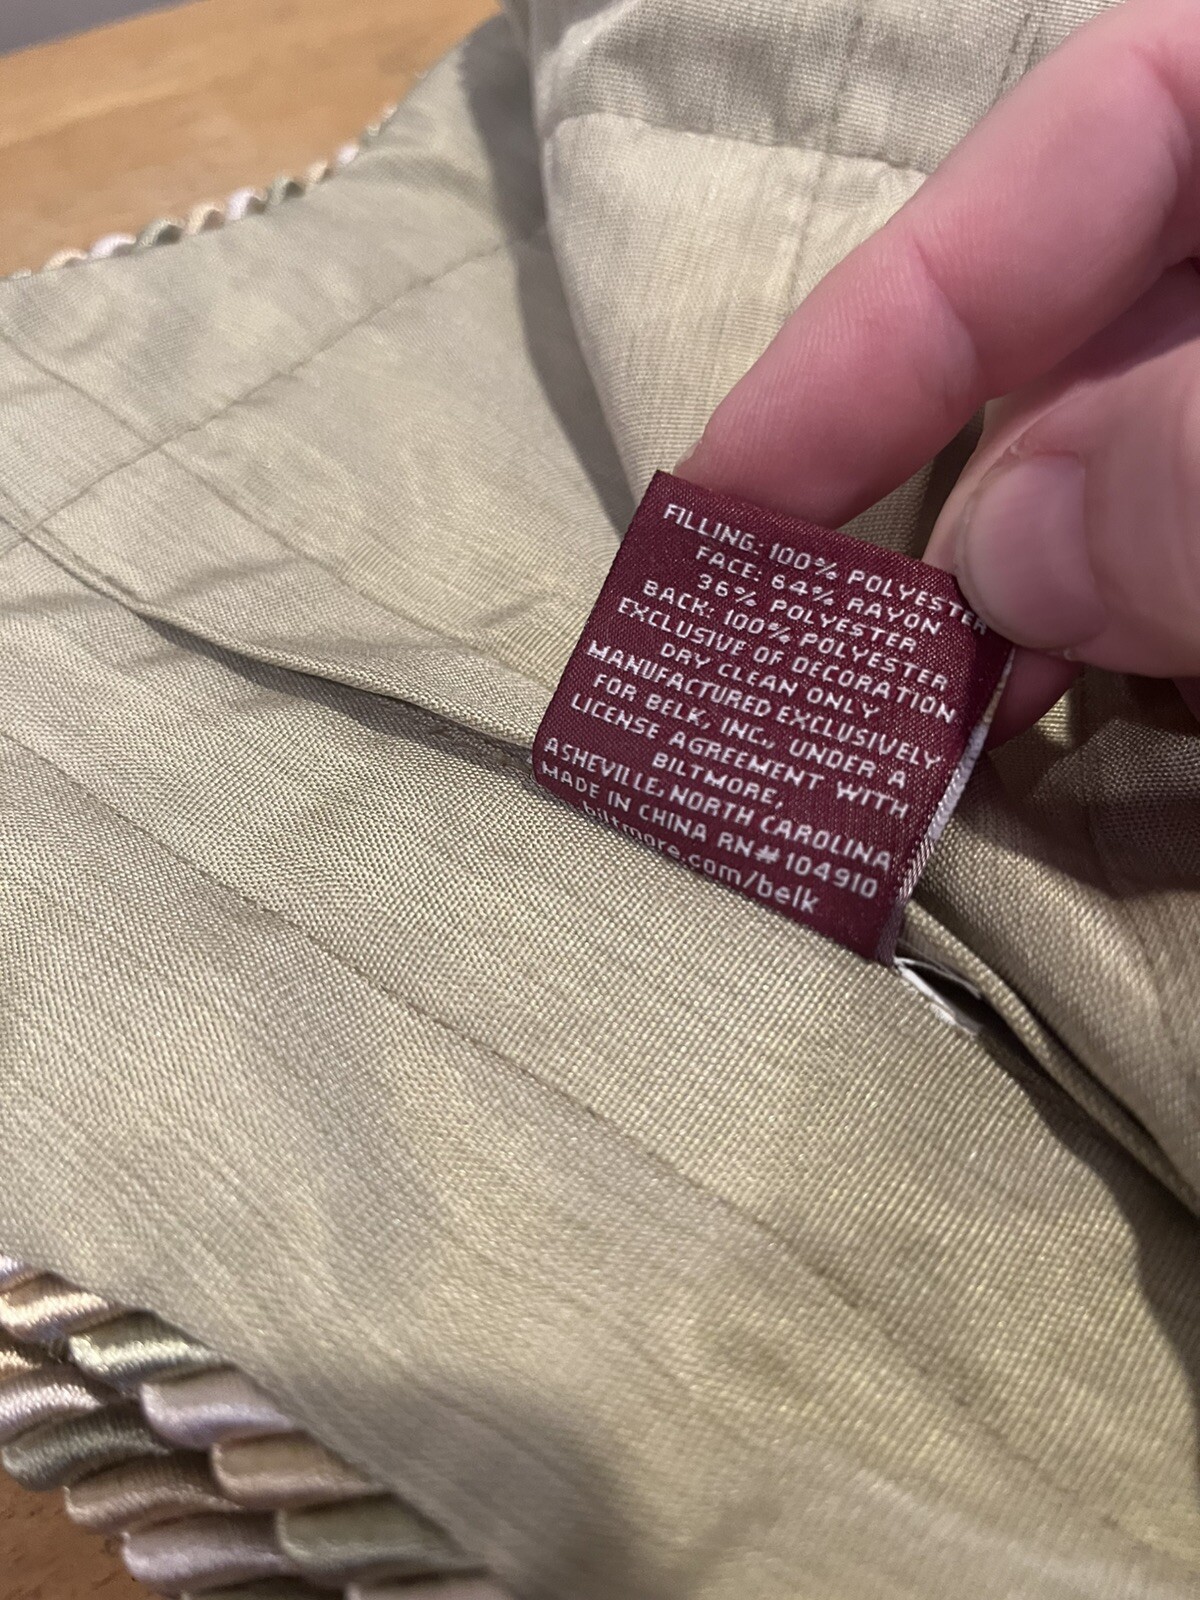 FILLING: 100% POLYESTER
FACE: 64% RAYON
36% POLYESTER
BACK: 100% POLYESTER
EXCLUSIVE OF DECORATION
DRY CLEAN ONLY
MANUFACTURED EXCLUSIVELY
FOR BELK, INC., UNDER A
LICENSE AGREEMENT WITH
BILTMORE,
ASHEVILLE, NORTH CAROLINA
MADE IN CHINA RN#104910
biltmore.com/belk